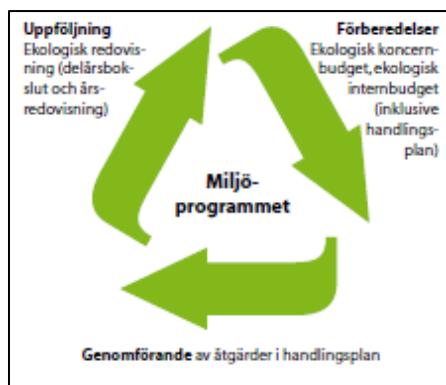 Uppföljning
Ekologisk redovis-
ning (delårsbok-
slut och års-
redovisning)
Förberedelser
Ekologisk koncern-
budget, ekologisk
internbudget
(inklusive
handlings-
plan)
Miljö-
programmet
Genomförande av åtgärder i handlingsplan